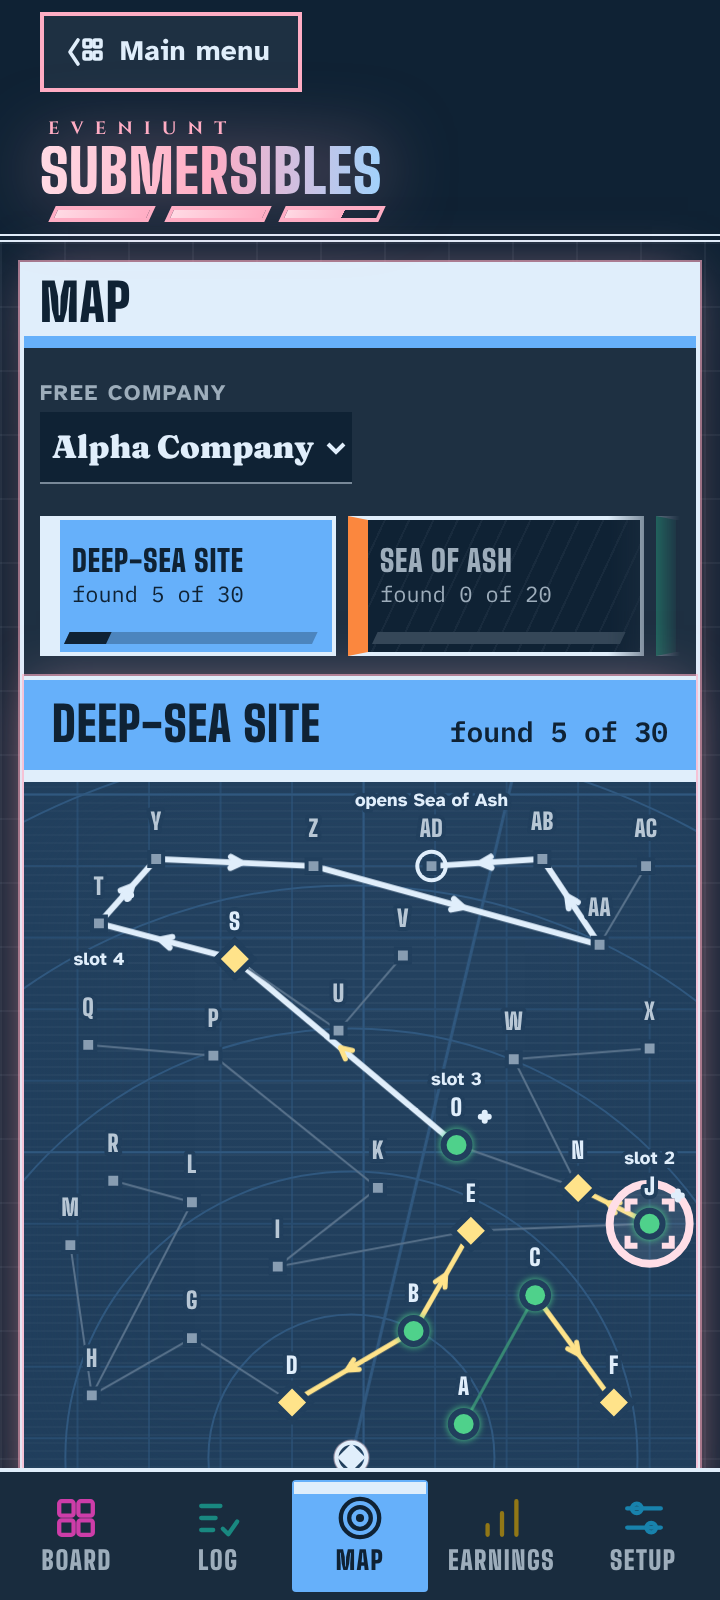 Main menu
EVENIUNT
SUBMERSIBLES
MAP
FREE COMPANY
Alpha Company
DEEP-SEA SITE
found 5 of 30
SEA OF ASH
found 0 of 20
DEEP-SEA SITE
found 5 of 30
opens Sea of Ash
Y
Z
AD
AB
AC
T
S
V
AA
slot 4
Q
P
U
W
X
slot 3
O
R
L
K
N
slot 2
J
M
I
E
C
G
B
H
D
A
F
BOARD
LOG
MAP
EARNINGS
SETUP